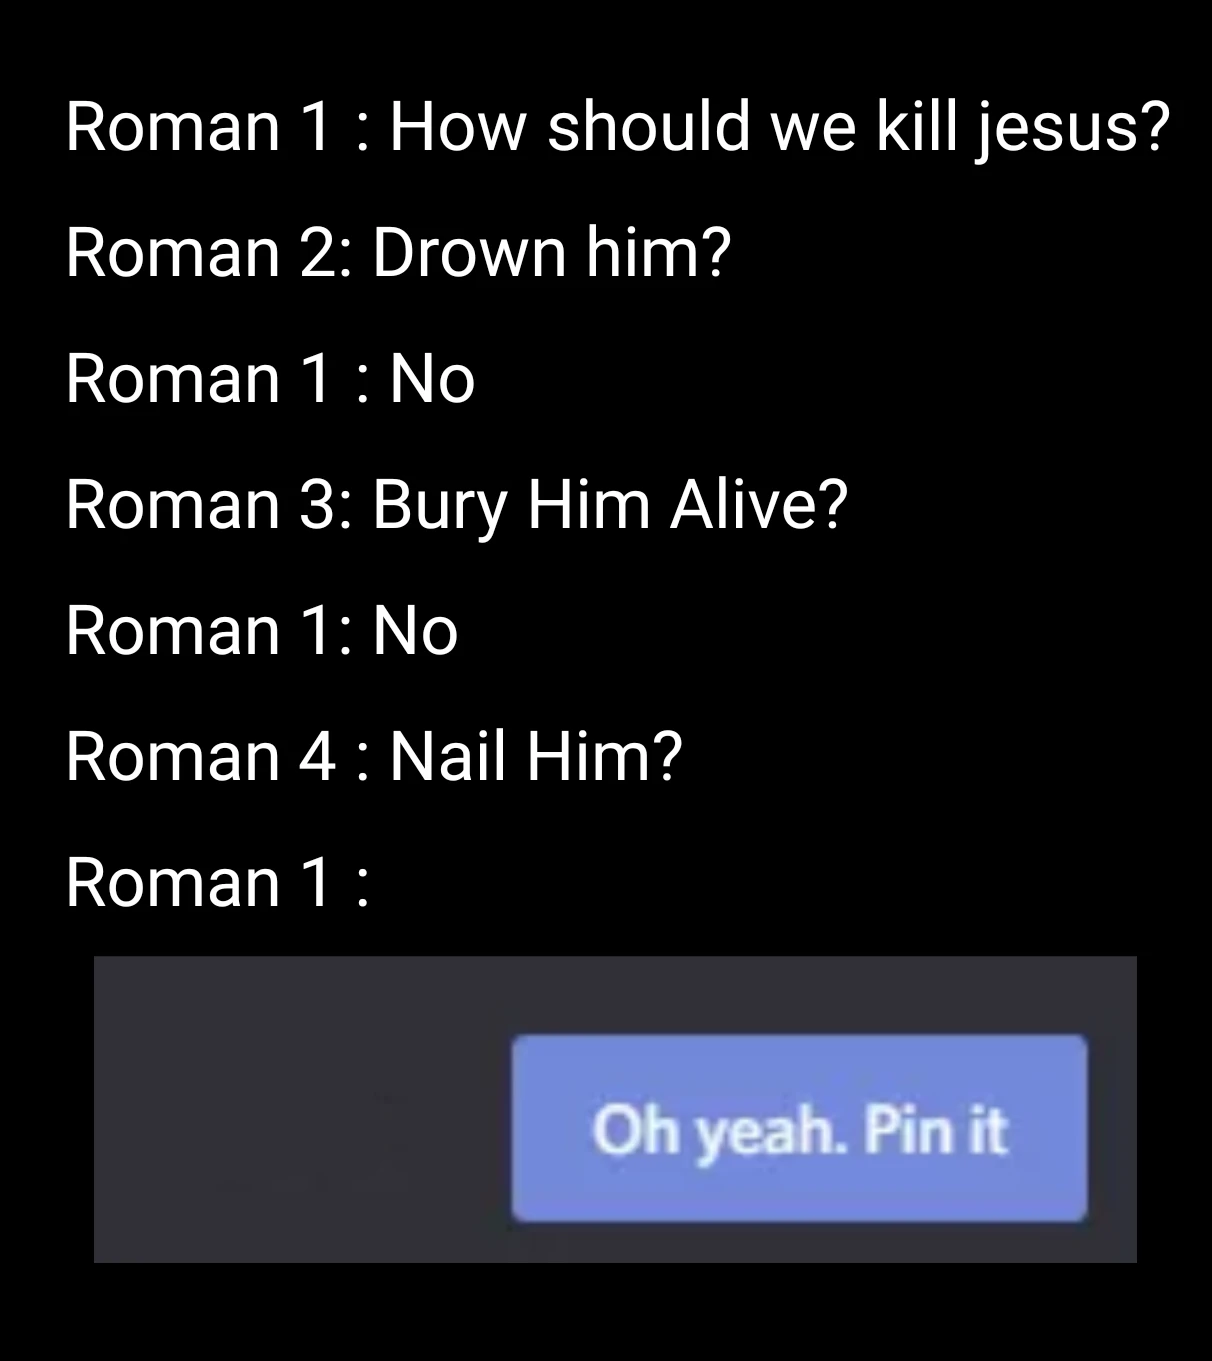 Roman 1 : How should we kill jesus?
Roman 2: Drown him?
Roman 1 : No
Roman 3: Bury Him Alive?
Roman 1: No
Roman 4 : Nail Him?
Roman 1 :
Oh yeah. Pin it